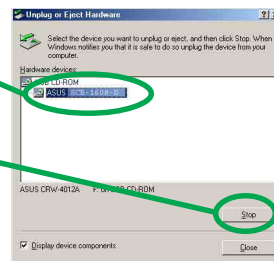 Unplug or Eject Hardware
Select the device you want to unplug or eject, and then click Stop. When
Windows notifies you that it is safe to do so unplug the device from your
computer.
Hardware devices:
CD-ROM
ASUS SCB-1608-D
ASUS CRW-4012A
CD-ROM
Stop
Display device components
Close